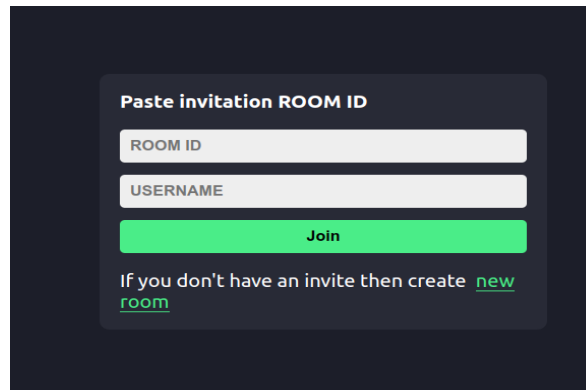 Paste invitation ROOM ID
ROOM ID
USERNAME
Join
If you don't have an invite then create new
room